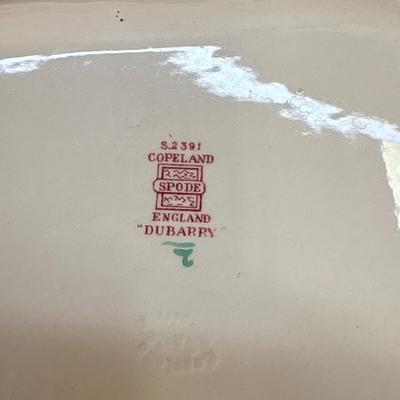 S.2391
COPELAND
SPODE
ENGLAND
"DUBARRY"